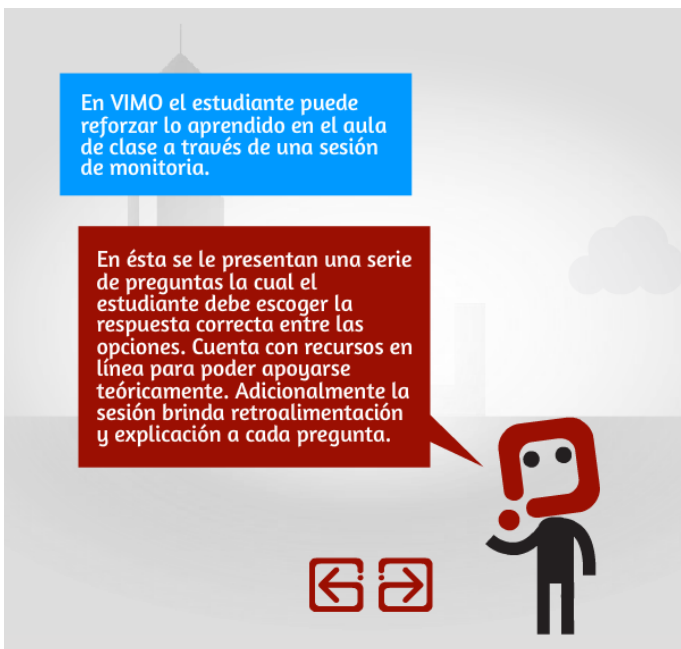 En VIMO el estudiante puede
reforzar lo aprendido en el aula
de clase a través de una sesión
de monitoria.
En ésta se le presentan una serie
de preguntas la cual el
estudiante debe escoger la
respuesta correcta entre las
opciones. Cuenta con recursos en
línea para poder apoyarse
teóricamente. Adicionalmente la
sesión brinda retroalimentación
y explicación a cada pregunta.